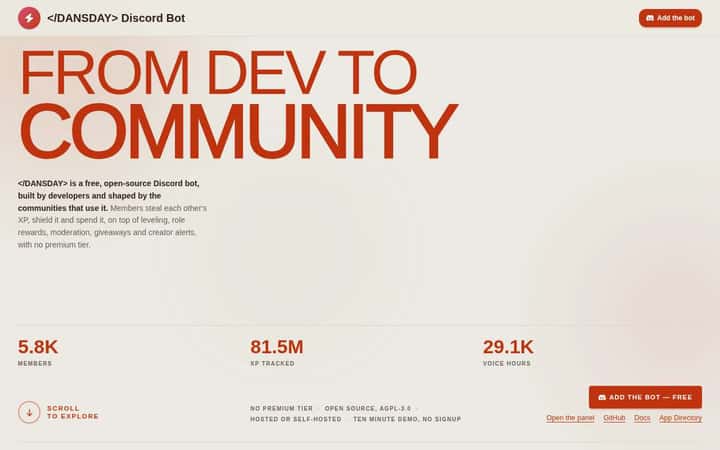 </DANSDAY> Discord Bot
Add the bot
FROM DEV TO
COMMUNITY
</DANSDAY> is a free, open-source Discord bot,
built by developers and shaped by the
communities that use it. Members steal each other's
XP, shield it and spend it, on top of leveling, role
rewards, moderation, giveaways and creator alerts,
with no premium tier.
5.8K
MEMBERS
81.5M
XP TRACKED
29.1K
VOICE HOURS
SCROLL
TO EXPLORE
NO PREMIUM TIER · OPEN SOURCE, AGPL-3.0 ·
HOSTED OR SELF-HOSTED · TEN MINUTE DEMO, NO SIGNUP
ADD THE BOT — FREE
Open the panel · GitHub · Docs · App Directory